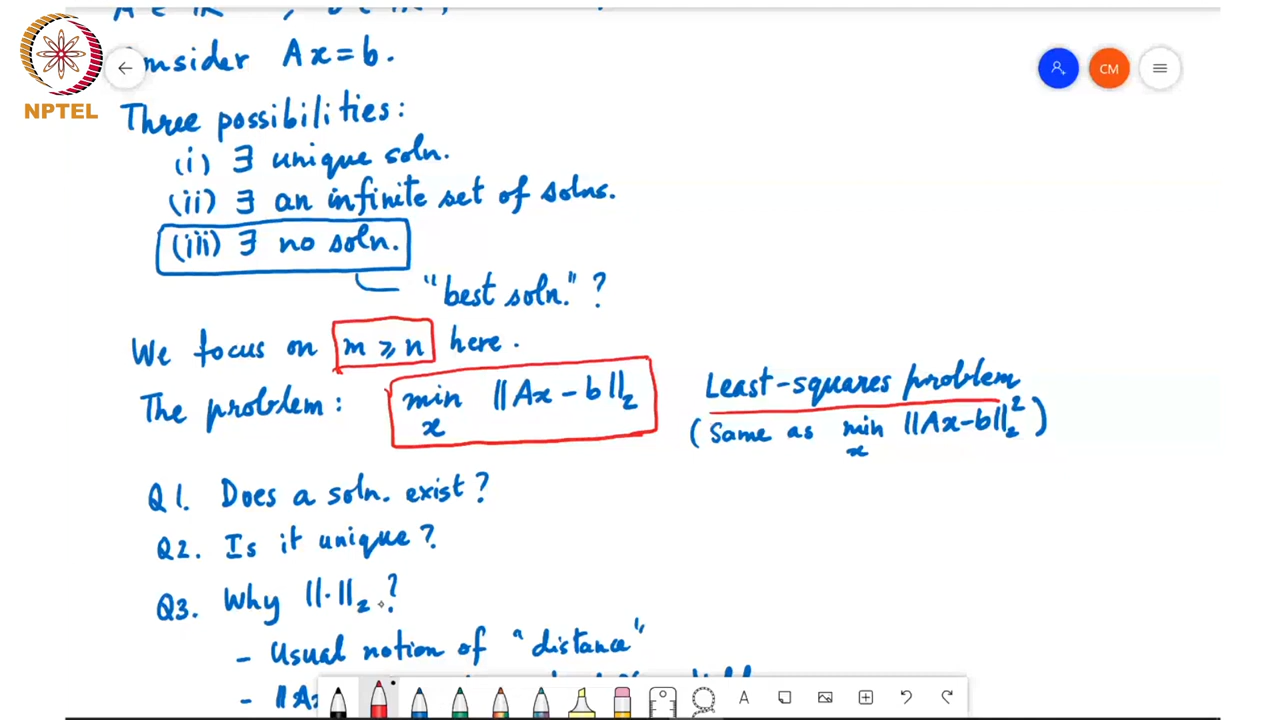 A ∈ ℝ , b ∈ ℝ ,
onsider Ax = b.
NPTEL
CM
Three possibilities:
(i) ∃ unique soln.
(ii) ∃ an infinite set of solns.
(iii) ∃ no soln.
"best soln." ?
We focus on m ≥ n here.
The problem: min x ‖Ax - b‖₂
Least-squares problem
(Same as min x ‖Ax-b‖₂²)
Q1. Does a soln. exist?
Q2. Is it unique?
Q3. Why ‖·‖₂ ?
- Usual notion of "distance"
- ‖Ax
A